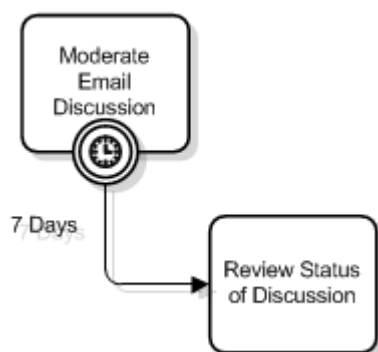 Moderate
Email
Discussion
7 Days
Review Status
of Discussion